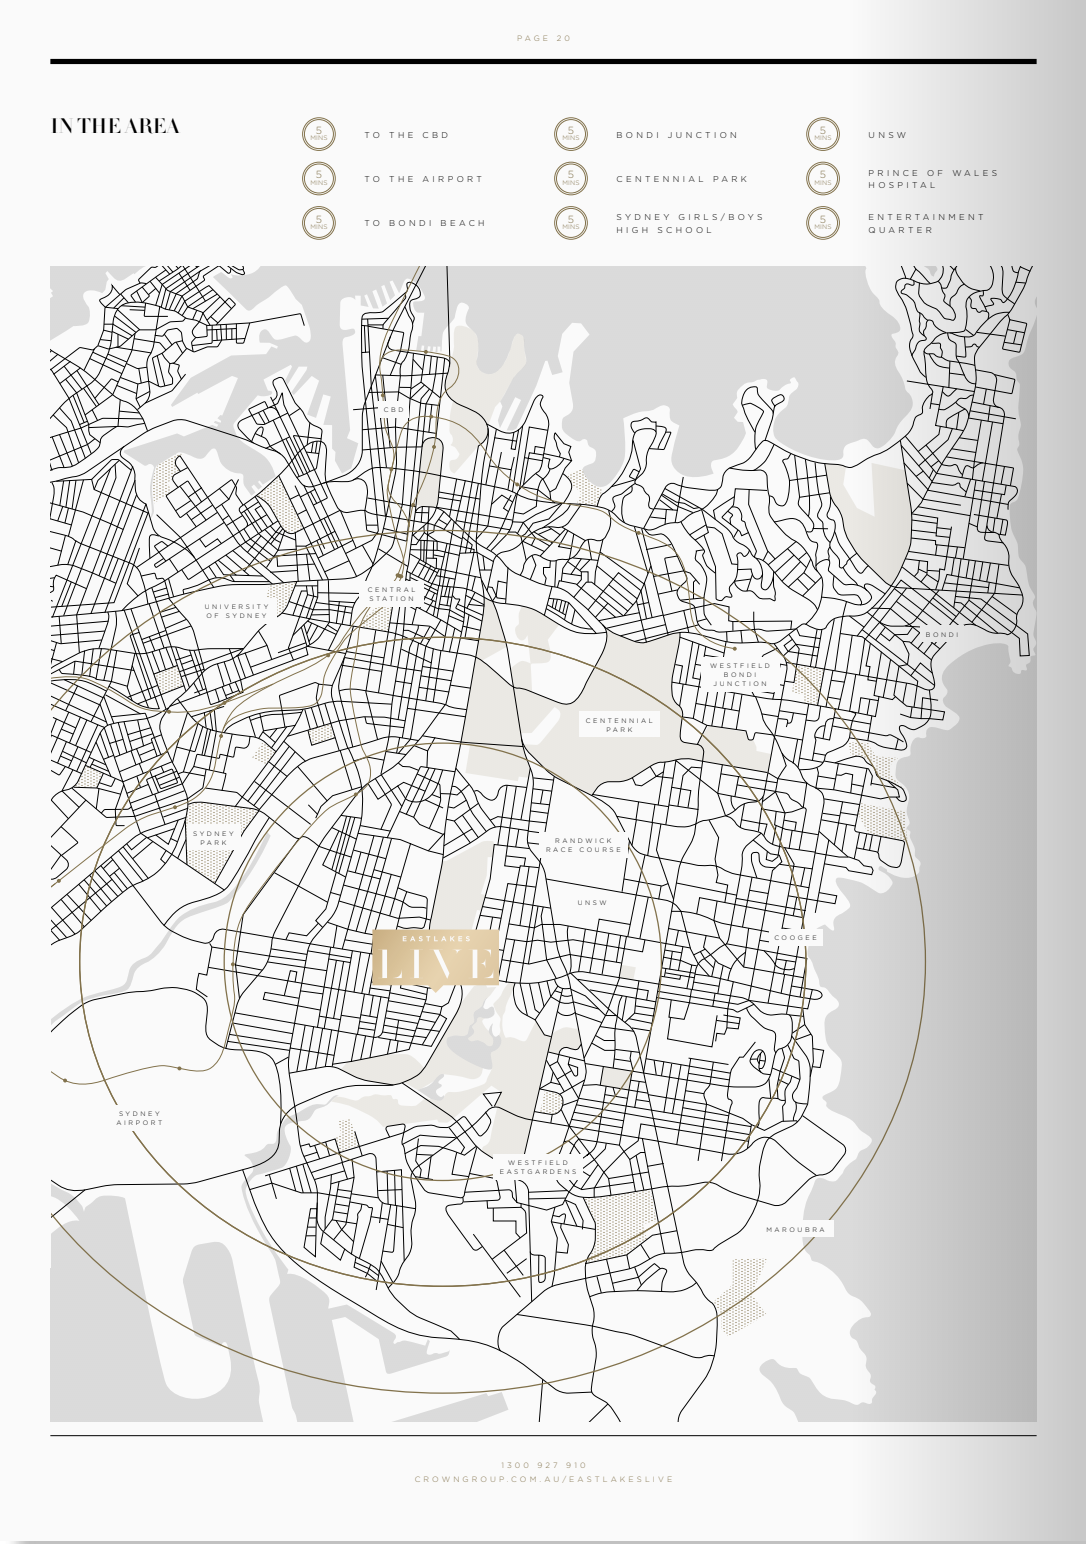 PAGE 20
IN THE AREA
5 MINS TO THE CBD
5 MINS TO THE AIRPORT
5 MINS TO BONDI BEACH
5 MINS BONDI JUNCTION
5 MINS CENTENNIAL PARK
5 MINS SYDNEY GIRLS/BOYS
HIGH SCHOOL
5 MINS UNSW
5 MINS PRINCE OF WALES
HOSPITAL
5 MINS ENTERTAINMENT
QUARTER
CBD
CENTRAL
STATION
UNIVERSITY
OF SYDNEY
BONDI
WESTFIELD
BONDI
JUNCTION
CENTENNIAL
PARK
SYDNEY
PARK
RANDWICK
RACE COURSE
UNSW
EASTLAKES
LIVE
COOGEE
SYDNEY
AIRPORT
WESTFIELD
EASTGARDENS
MAROUBRA
1300 927 910
CROWNGROUP.COM.AU/EASTLAKESLIVE